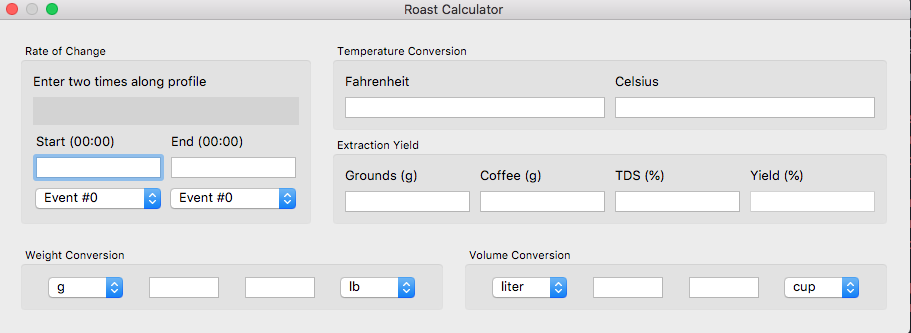 Roast Calculator
Rate of Change
Enter two times along profile
Start (00:00) End (00:00)
Event #0 Event #0
Temperature Conversion
Fahrenheit Celsius
Extraction Yield
Grounds (g) Coffee (g) TDS (%) Yield (%)
Weight Conversion
g lb
Volume Conversion
liter cup